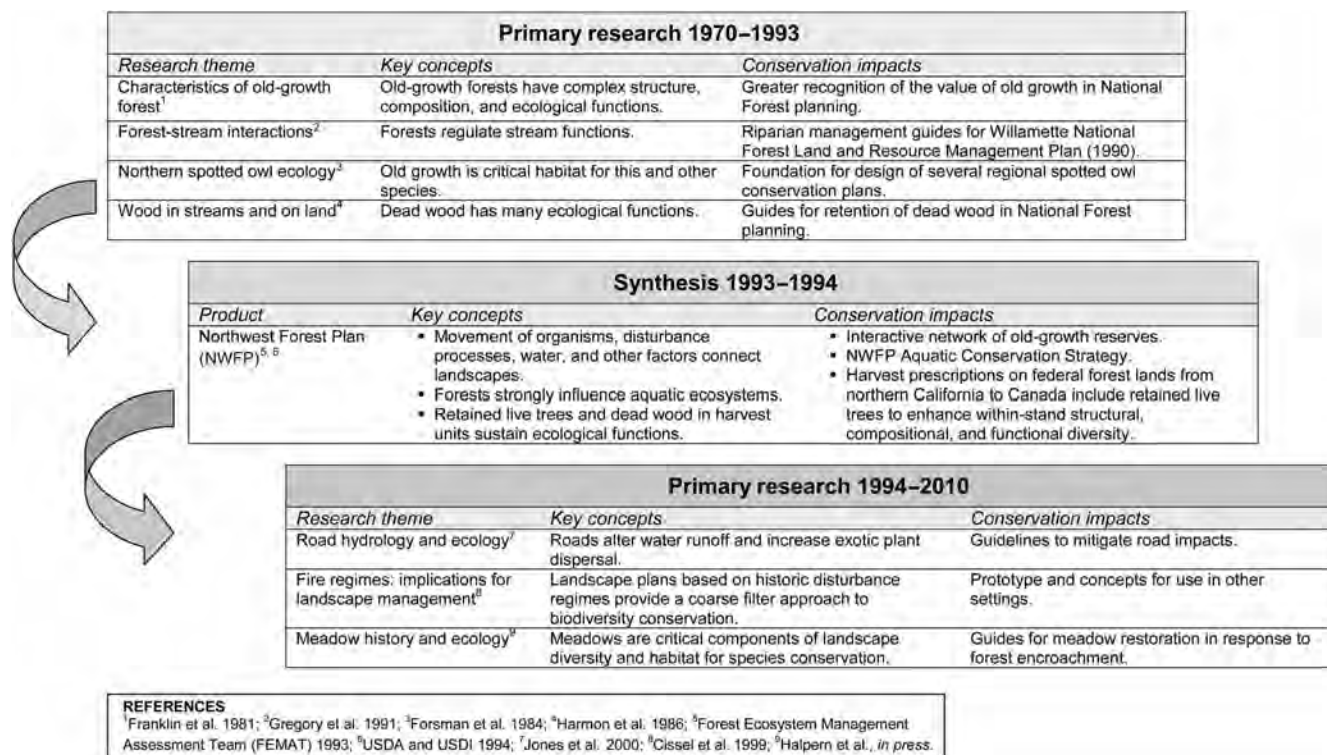 Primary research 1970–1993
Research theme Key concepts Conservation impacts
Characteristics of old-growth Old-growth forests have complex structure, Greater recognition of the value of old growth in National
forest1 composition, and ecological functions. Forest planning.
Forest-stream interactions2 Forests regulate stream functions. Riparian management guides for Willamette National
Forest Land and Resource Management Plan (1990).
Northern spotted owl ecology3 Old growth is critical habitat for this and other Foundation for design of several regional spotted owl
species. conservation plans.
Wood in streams and on land4 Dead wood has many ecological functions. Guides for retention of dead wood in National Forest
planning.
Synthesis 1993–1994
Product Key concepts Conservation impacts
Northwest Forest Plan
(NWFP)5, 6
▪ Movement of organisms, disturbance
processes, water, and other factors connect
landscapes.
▪ Forests strongly influence aquatic ecosystems.
▪ Retained live trees and dead wood in harvest
units sustain ecological functions.
▪ Interactive network of old-growth reserves.
▪ NWFP Aquatic Conservation Strategy.
▪ Harvest prescriptions on federal forest lands from
northern California to Canada include retained live
trees to enhance within-stand structural,
compositional, and functional diversity.
Primary research 1994–2010
Research theme Key concepts Conservation impacts
Road hydrology and ecology7 Roads alter water runoff and increase exotic plant Guidelines to mitigate road impacts.
dispersal.
Fire regimes: implications for Landscape plans based on historic disturbance Prototype and concepts for use in other
landscape management8 regimes provide a coarse filter approach to settings.
biodiversity conservation.
Meadow history and ecology9 Meadows are critical components of landscape Guides for meadow restoration in response to
diversity and habitat for species conservation. forest encroachment.
REFERENCES
1Franklin et al. 1981; 2Gregory et al. 1991; 3Forsman et al. 1984; 4Harmon et al. 1986; 5Forest Ecosystem Management
Assessment Team (FEMAT) 1993; 6USDA and USDI 1994; 7Jones et al. 2000; 8Cissel et al. 1999; 9Halpern et al., in press.